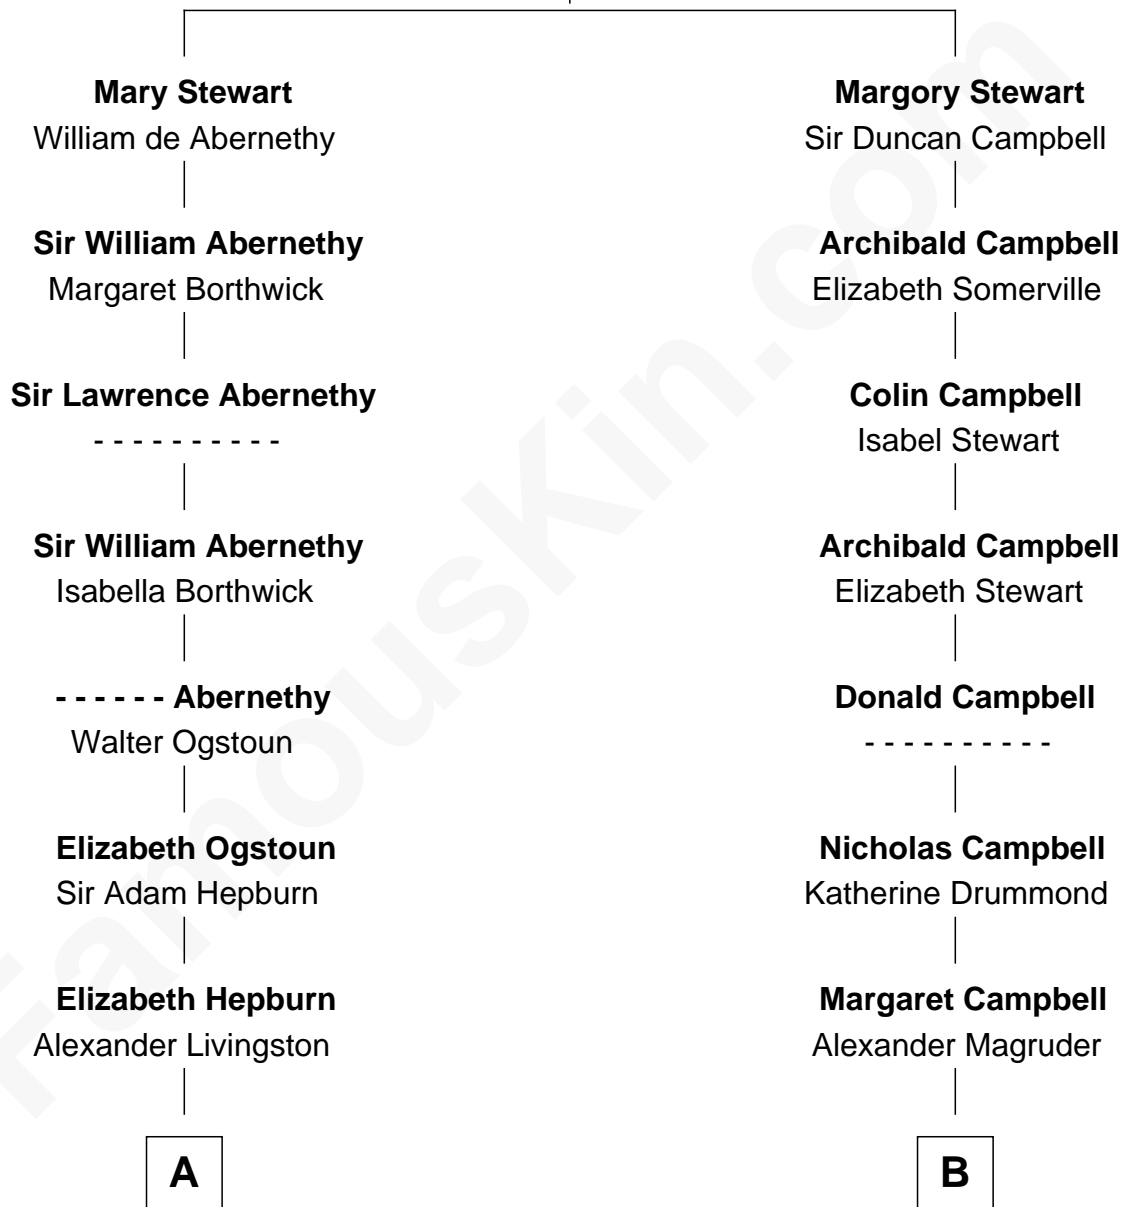 Mary Stewart
William de Abernethy
Sir William Abernethy
Margaret Borthwick
Sir Lawrence Abernethy
- - - - - - - - - -
Sir William Abernethy
Isabella Borthwick
- - - - - - Abernethy
Walter Ogstoun
Elizabeth Ogstoun
Sir Adam Hepburn
Elizabeth Hepburn
Alexander Livingston
A
Margory Stewart
Sir Duncan Campbell
Archibald Campbell
Elizabeth Somerville
Colin Campbell
Isabel Stewart
Archibald Campbell
Elizabeth Stewart
Donald Campbell
- - - - - - - - - -
Nicholas Campbell
Katherine Drummond
Margaret Campbell
Alexander Magruder
B
FamousKin.com